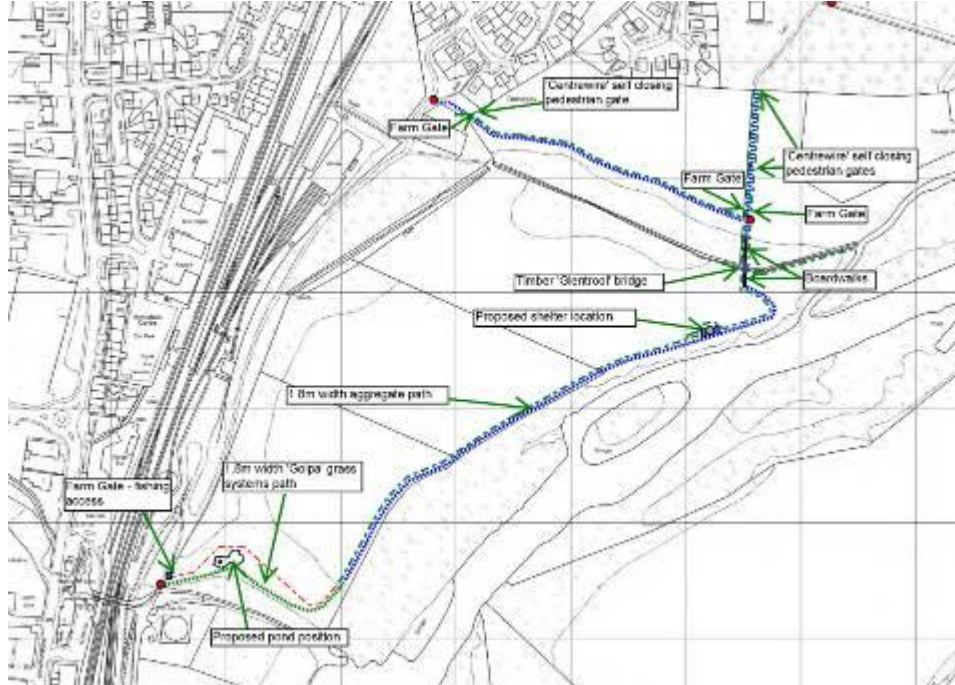 'Centrewire' self closing
pedestrian gate
Farm Gate
'Centrewire' self closing
pedestrian gates
Farm Gate
Farm Gate
Timber 'Glentrool' bridge
Boardwalks
Proposed shelter location
1.8m width aggregate path
1.8m width 'Golpa' grass
systems path
Farm Gate - fishing
access
Proposed pond position